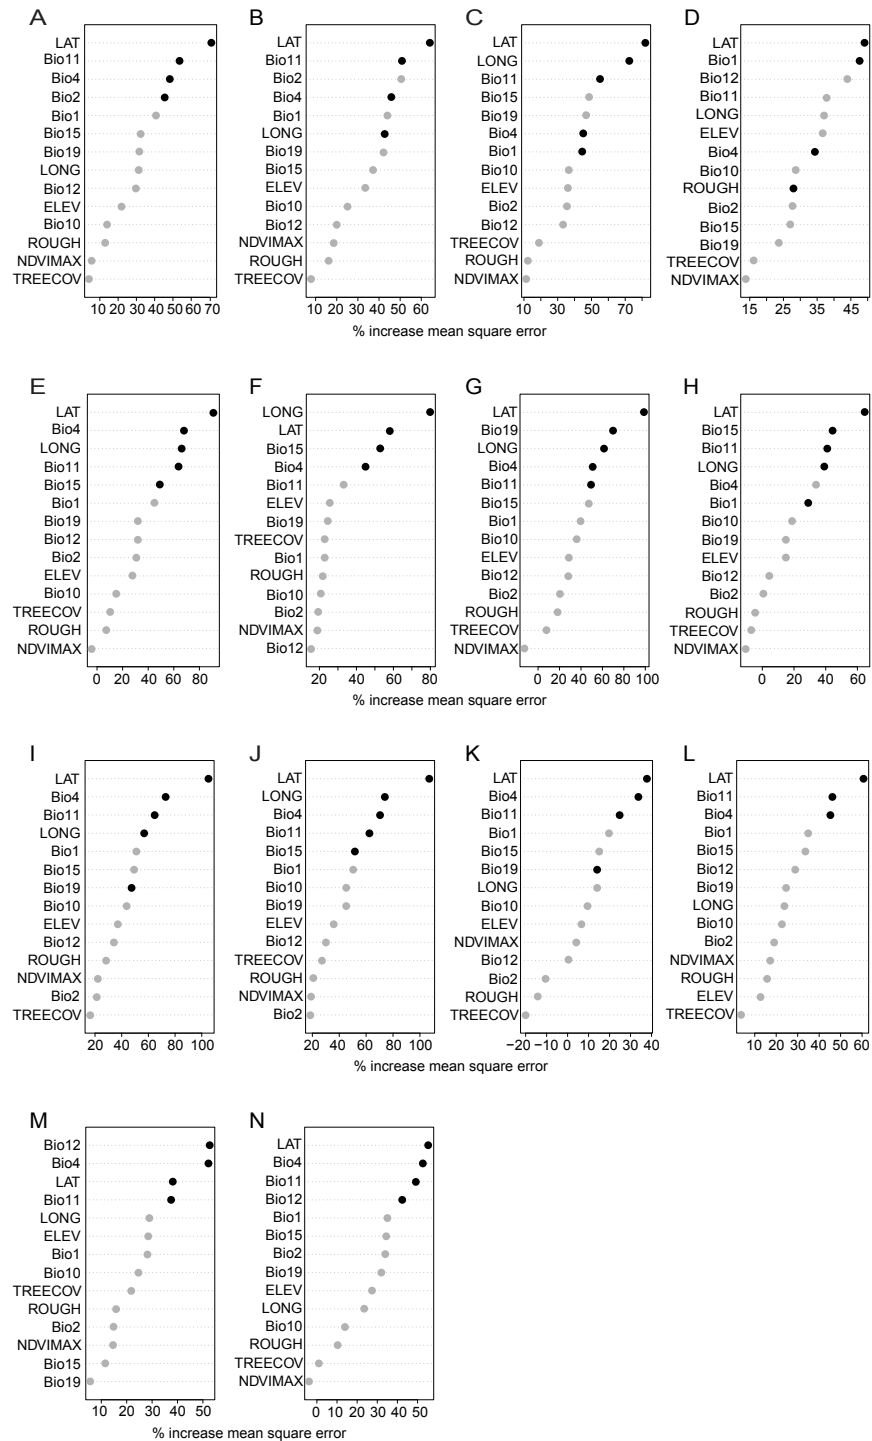 A
LAT
Bio11
Bio4
Bio2
Bio1
Bio15
Bio19
LONG
Bio12
ELEV
Bio10
ROUGH
NDVIMAX
TREECOV
10 20 30 40 50 60 70
B
LAT
Bio11
Bio2
Bio4
Bio1
LONG
Bio19
Bio15
ELEV
Bio10
Bio12
NDVIMAX
ROUGH
TREECOV
10 20 30 40 50 60
C
LAT
LONG
Bio11
Bio15
Bio19
Bio4
Bio1
Bio10
ELEV
Bio2
Bio12
TREECOV
ROUGH
NDVIMAX
10 30 50 70
D
LAT
Bio1
Bio12
Bio11
LONG
ELEV
Bio4
Bio10
ROUGH
Bio2
Bio15
Bio19
TREECOV
NDVIMAX
15 25 35 45
% increase mean square error
E
LAT
Bio4
LONG
Bio11
Bio15
Bio1
Bio19
Bio12
Bio2
ELEV
Bio10
TREECOV
ROUGH
NDVIMAX
0 20 40 60 80
F
LONG
LAT
Bio15
Bio4
Bio11
ELEV
Bio19
TREECOV
Bio1
ROUGH
Bio10
Bio2
NDVIMAX
Bio12
20 40 60 80
G
LAT
Bio19
LONG
Bio4
Bio11
Bio15
Bio1
Bio10
ELEV
Bio12
Bio2
ROUGH
TREECOV
NDVIMAX
0 20 40 60 80 100
H
LAT
Bio15
Bio11
LONG
Bio4
Bio1
Bio10
Bio19
ELEV
Bio12
Bio2
ROUGH
TREECOV
NDVIMAX
0 20 40 60
% increase mean square error
I
LAT
Bio4
Bio11
LONG
Bio1
Bio15
Bio19
Bio10
ELEV
Bio12
ROUGH
NDVIMAX
Bio2
TREECOV
20 40 60 80 100
J
LAT
LONG
Bio4
Bio11
Bio15
Bio1
Bio10
Bio19
ELEV
Bio12
TREECOV
ROUGH
NDVIMAX
Bio2
20 40 60 80 100
K
LAT
Bio4
Bio11
Bio1
Bio15
Bio19
LONG
Bio10
ELEV
NDVIMAX
Bio12
Bio2
ROUGH
TREECOV
−20 −10 0 10 20 30 40
L
LAT
Bio11
Bio4
Bio1
Bio15
Bio12
Bio19
LONG
Bio10
Bio2
NDVIMAX
ROUGH
ELEV
TREECOV
10 20 30 40 50 60
% increase mean square error
M
Bio12
Bio4
LAT
Bio11
LONG
ELEV
Bio1
Bio10
TREECOV
ROUGH
Bio2
NDVIMAX
Bio15
Bio19
10 20 30 40 50
N
LAT
Bio4
Bio11
Bio12
Bio1
Bio15
Bio2
Bio19
ELEV
LONG
Bio10
ROUGH
TREECOV
NDVIMAX
0 10 20 30 40 50
% increase mean square error